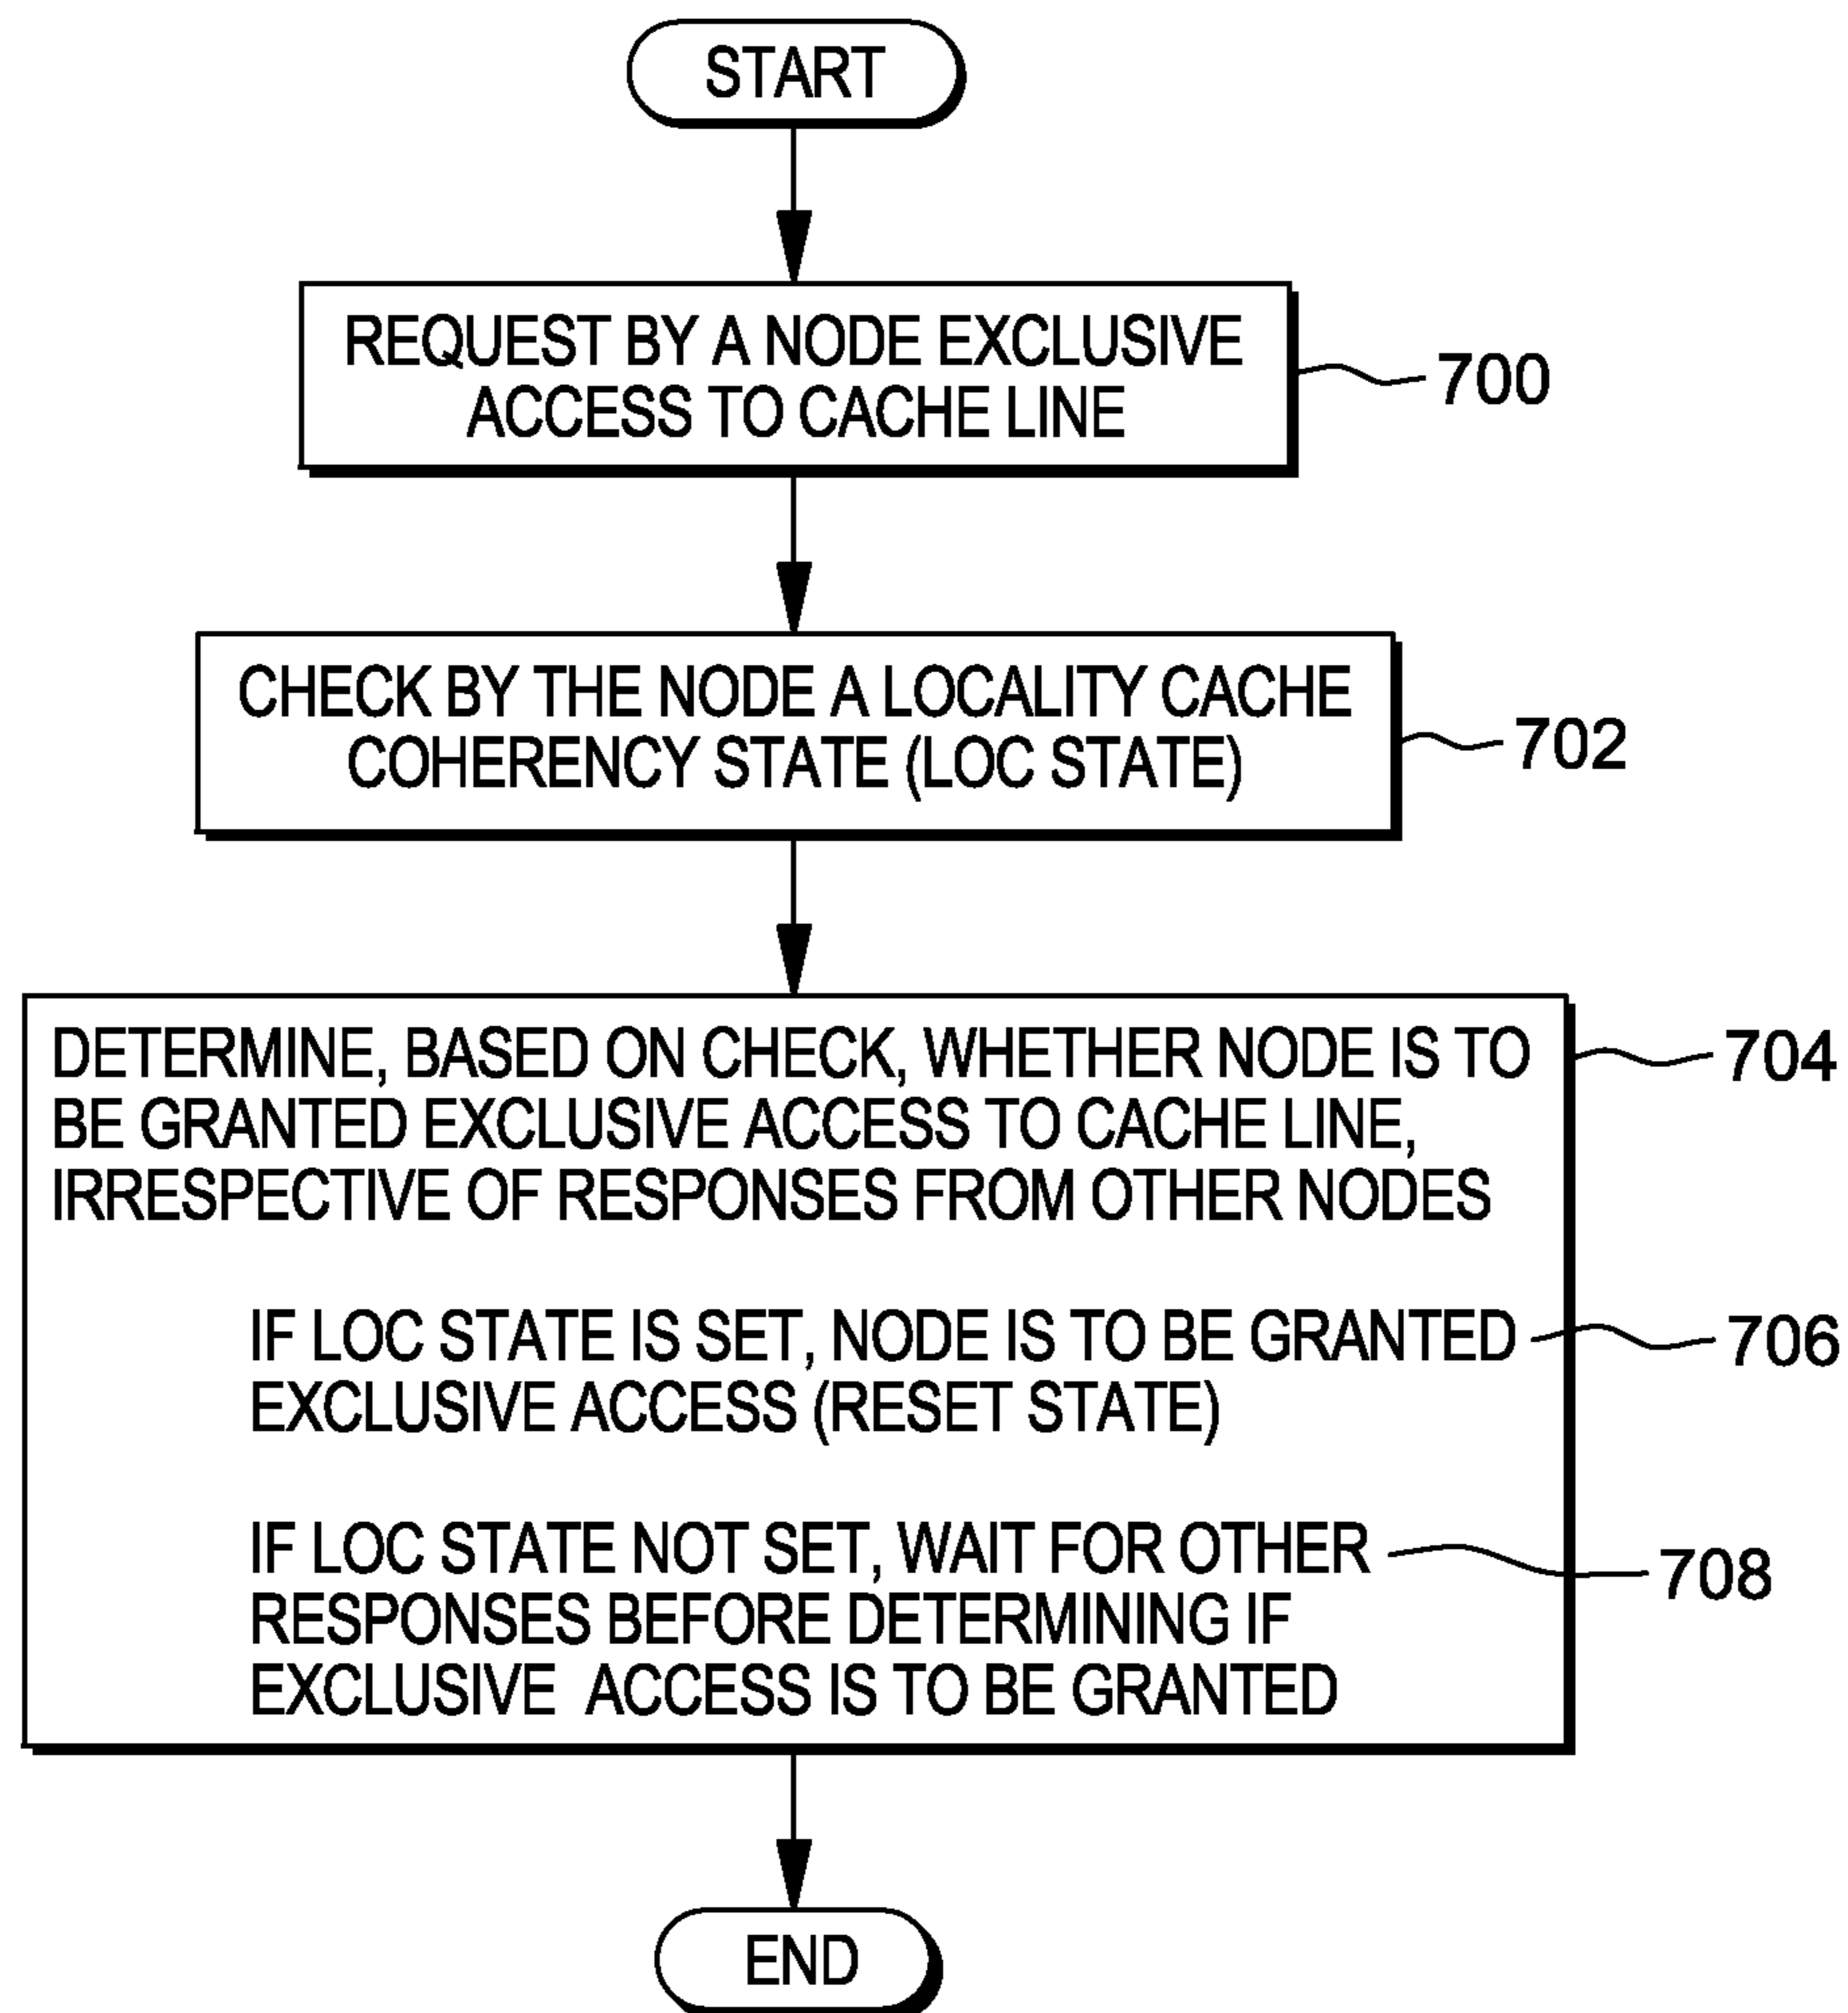 START
REQUEST BY A NODE EXCLUSIVE
ACCESS TO CACHE LINE
700
CHECK BY THE NODE A LOCALITY CACHE
COHERENCY STATE (LOC STATE)
702
DETERMINE, BASED ON CHECK, WHETHER NODE IS TO
BE GRANTED EXCLUSIVE ACCESS TO CACHE LINE,
IRRESPECTIVE OF RESPONSES FROM OTHER NODES
704
IF LOC STATE IS SET, NODE IS TO BE GRANTED
EXCLUSIVE ACCESS (RESET STATE)
706
IF LOC STATE NOT SET, WAIT FOR OTHER
RESPONSES BEFORE DETERMINING IF
EXCLUSIVE ACCESS IS TO BE GRANTED
708
END